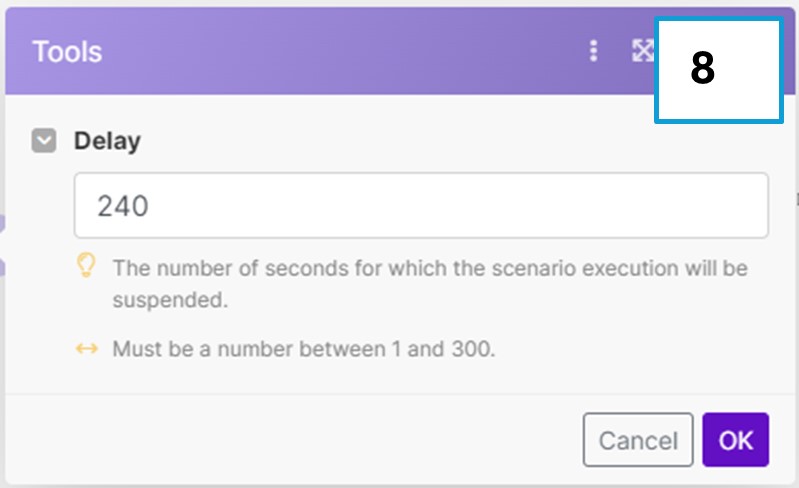 Tools
8
Delay
240
The number of seconds for which the scenario execution will be
suspended.
Must be a number between 1 and 300.
Cancel OK